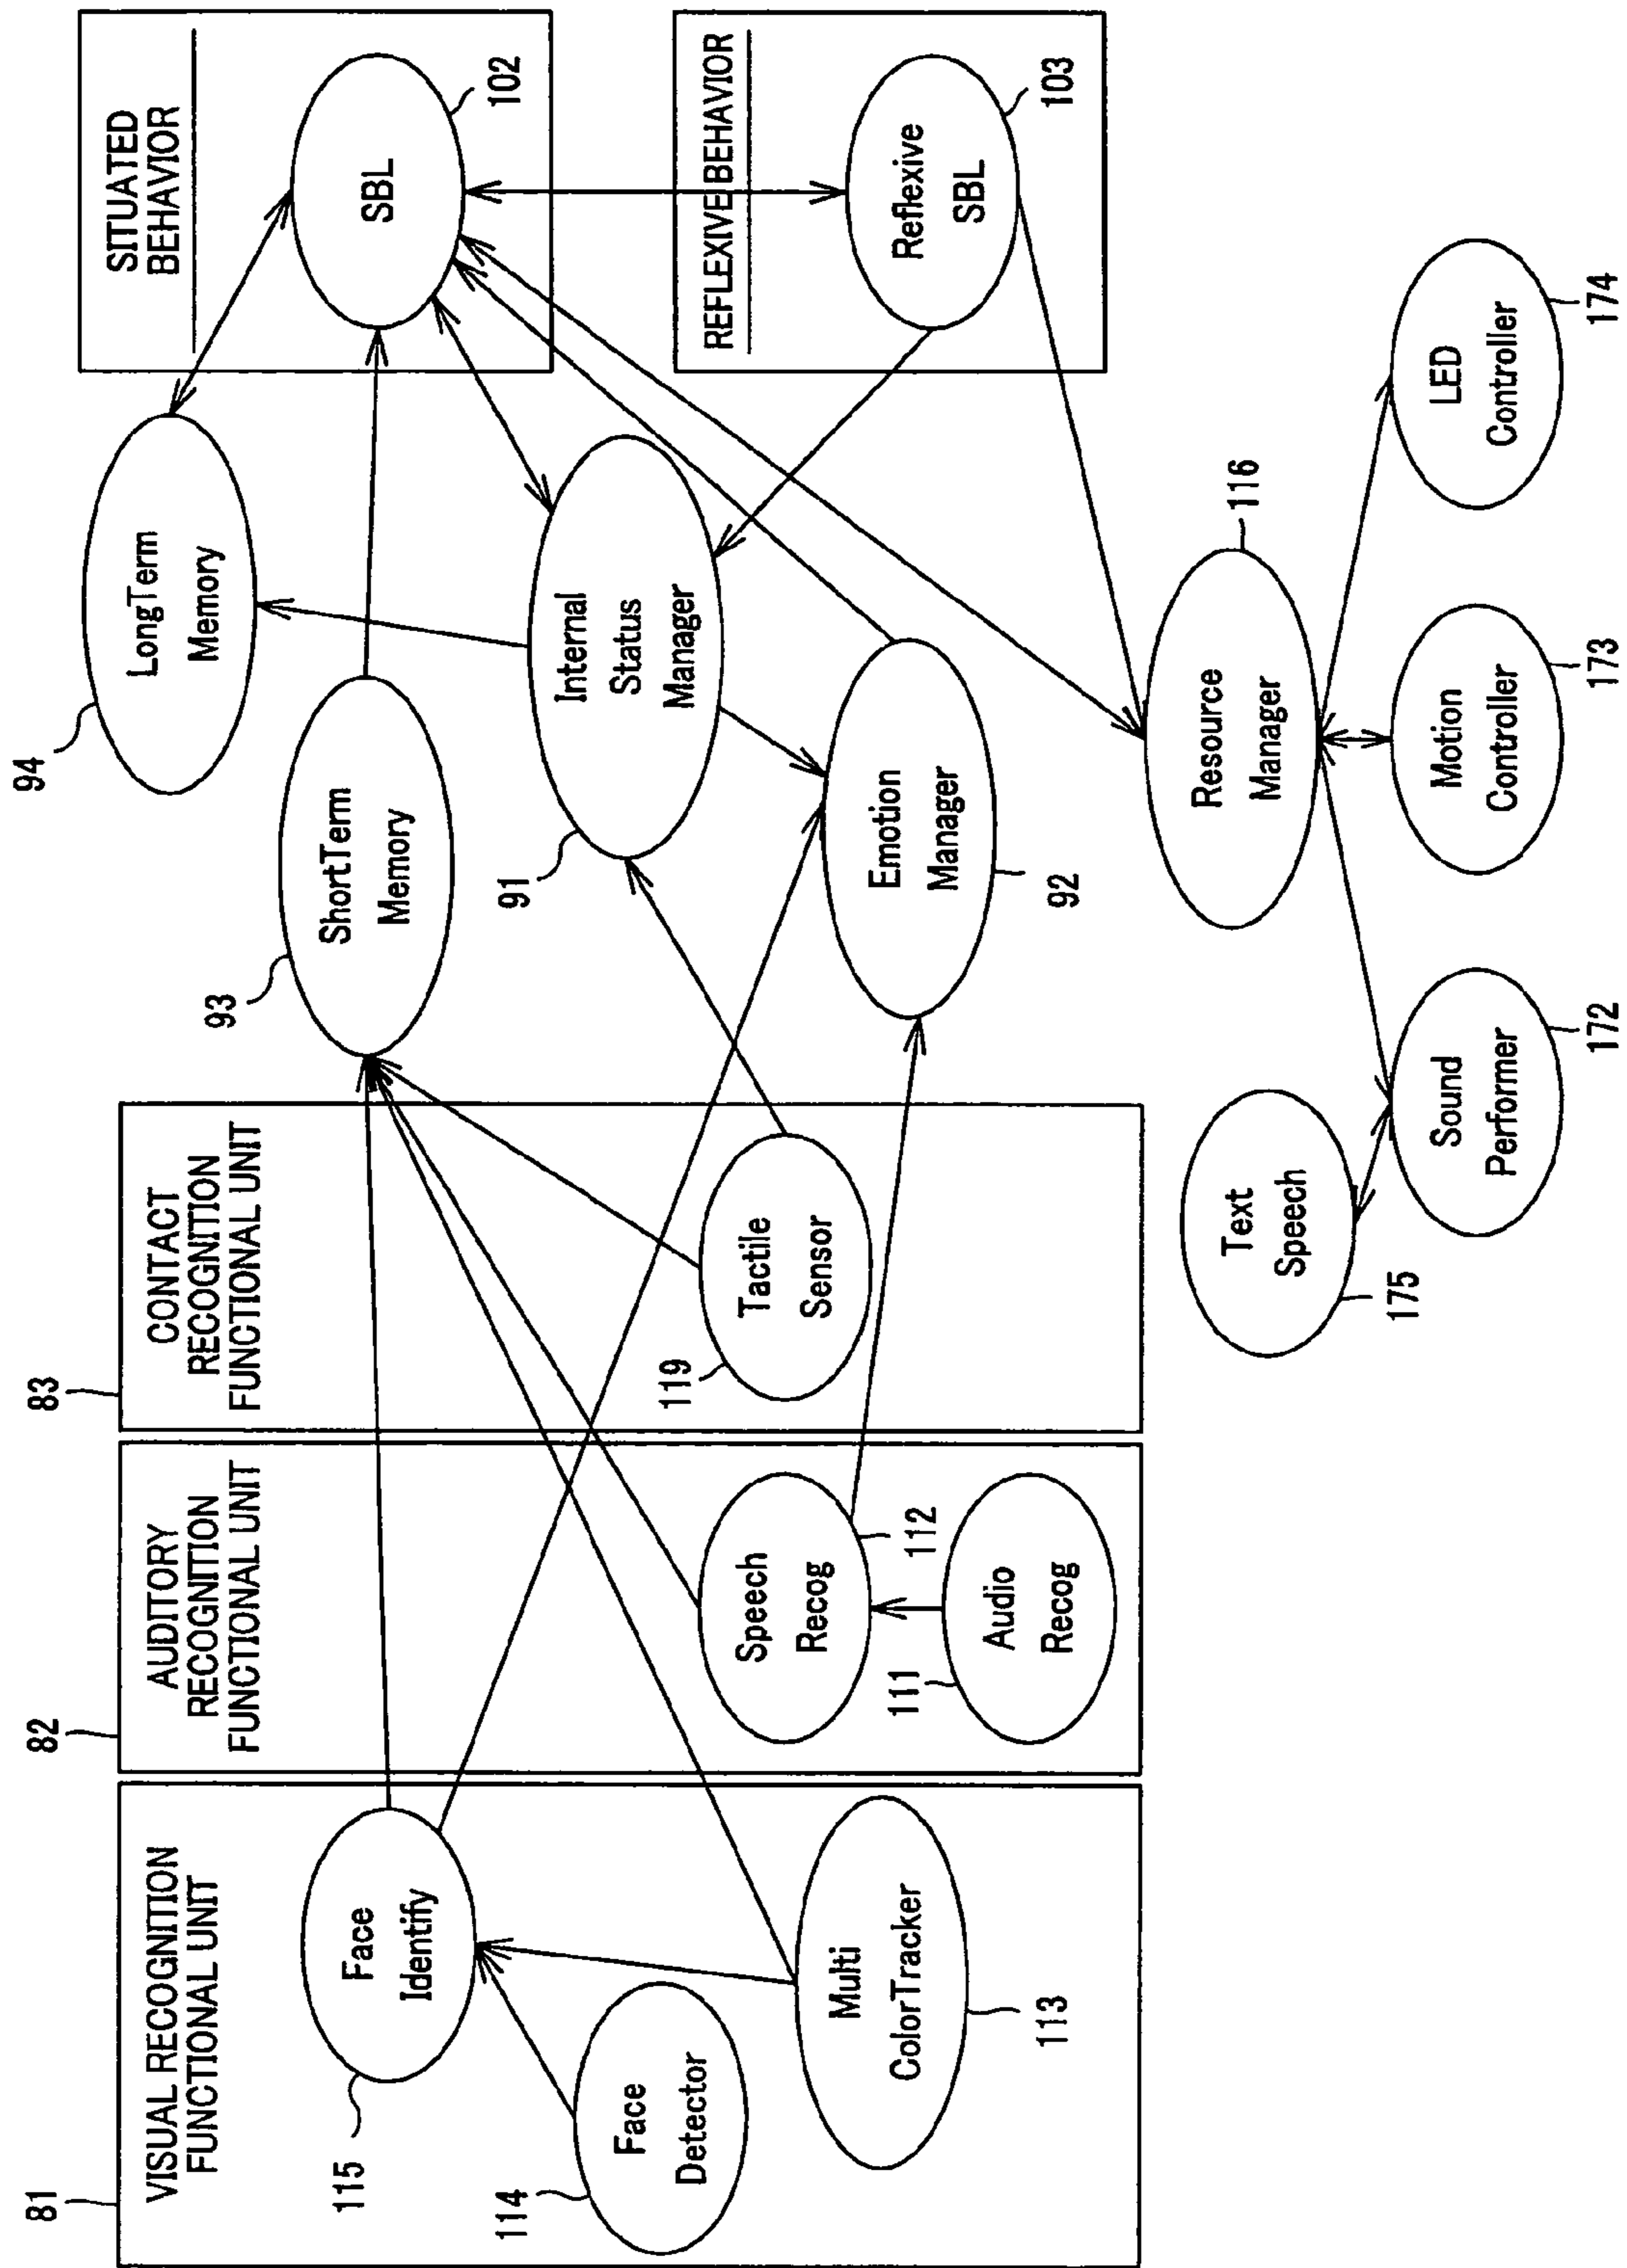 81
VISUAL RECOGNITION
FUNCTIONAL UNIT
115
Face
Identify
114
Face
Detector
Multi
ColorTracker
113
82
AUDITORY
RECOGNITION
FUNCTIONAL UNIT
Speech
Recog
112
111
Audio
Recog
83
CONTACT
RECOGNITION
FUNCTIONAL UNIT
119
Tactile
Sensor
94
LongTerm
Memory
93
ShortTerm
Memory
91
Internal
Status
Manager
Emotion
Manager
92
SITUATED
BEHAVIOR
SBL
102
REFLEXIVE BEHAVIOR
Reflexive
SBL
103
Resource
Manager
116
Text
Speech
175
Sound
Performer
172
Motion
Controller
173
LED
Controller
174